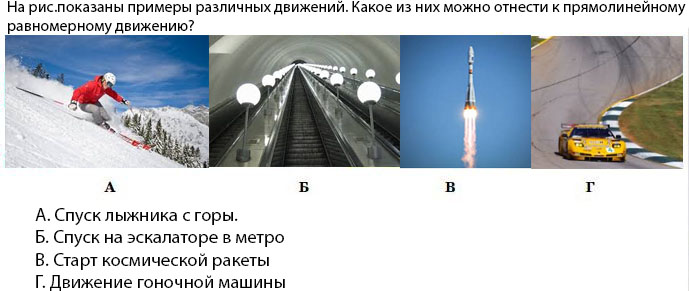 На рис.показаны примеры различных движений. Какое из них можно отнести к прямолинейному
равномерному движению?
А Б В Г
А. Спуск лыжника с горы.
Б. Спуск на эскалаторе в метро
В. Старт космической ракеты
Г. Движение гоночной машины